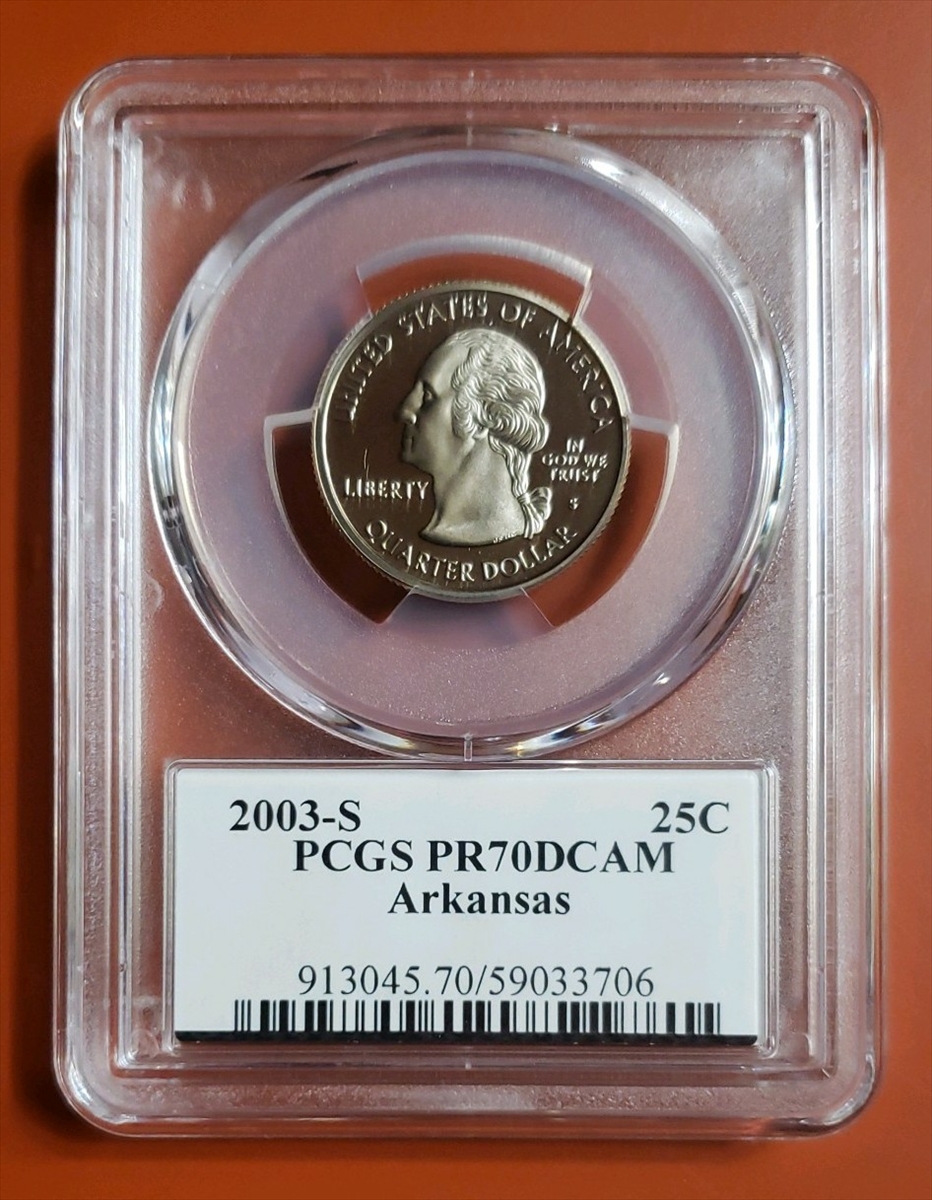 UNITED STATES OF AMERICA
LIBERTY
IN
GOD WE
TRUST
S
QUARTER DOLLAR
2003-S 25C
PCGS PR70DCAM
Arkansas
913045.70/59033706